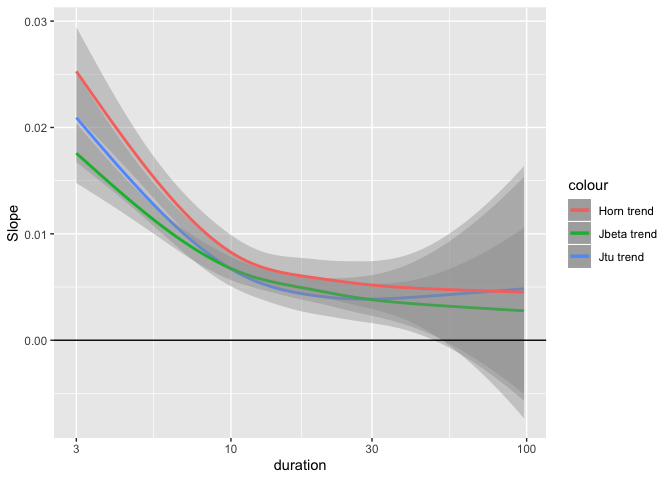 0.03
0.02
0.01
0.00
Slope
3
10
30
100
duration
colour
Horn trend
Jbeta trend
Jtu trend